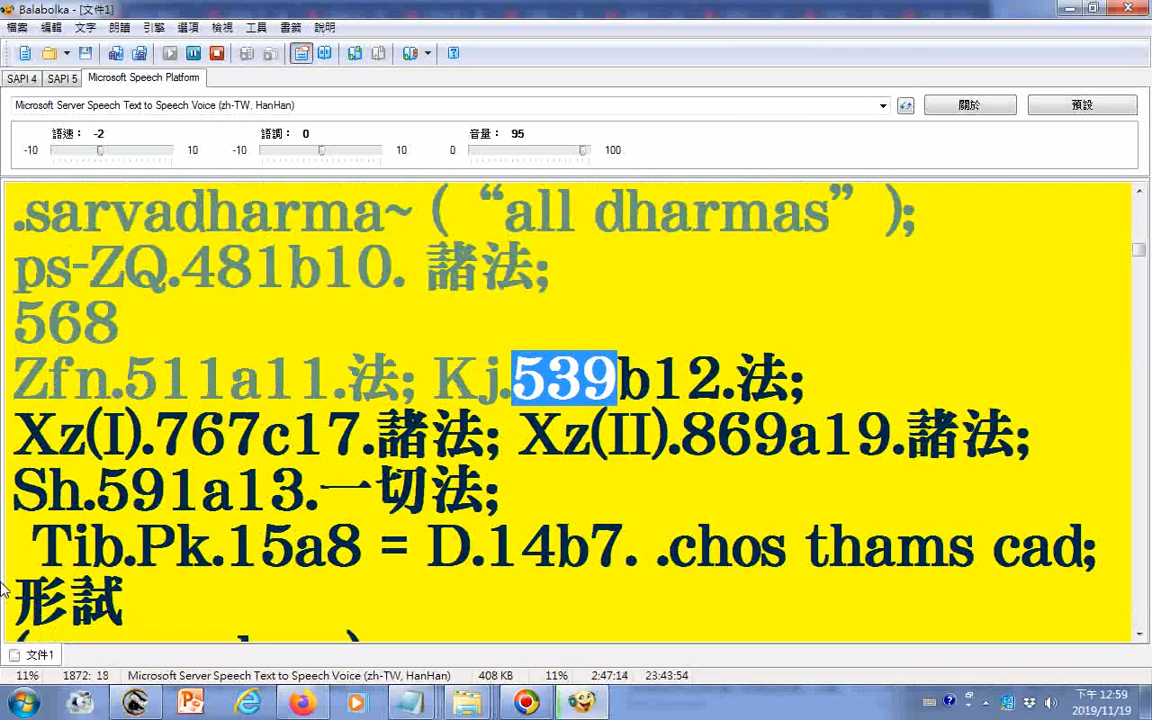 Balabolka - [文件1]
檔案 編輯 文字 朗讀 引擎 選項 檢視 工具 書籤 說明
SAPI 4 SAPI 5 Microsoft Speech Platform
Microsoft Server Speech Text to Speech Voice (zh-TW, HanHan) 關於 預設
語速： -2 語調： 0 音量： 95
-10 10 -10 10 0 100
.sarvadharma~ (“all dharmas”);
ps-ZQ.481b10. 諸法;
568
Zfn.511a11.法; Kj.539b12.法;
Xz(I).767c17.諸法; Xz(II).869a19.諸法;
Sh.591a13.一切法;
Tib.Pk.15a8 = D.14b7. .chos thams cad;
形試
文件1
11% 1872: 18 Microsoft Server Speech Text to Speech Voice (zh-TW, HanHan) 408 KB 11% 2:47:14 23:43:54
下午 12:59
2019/11/19